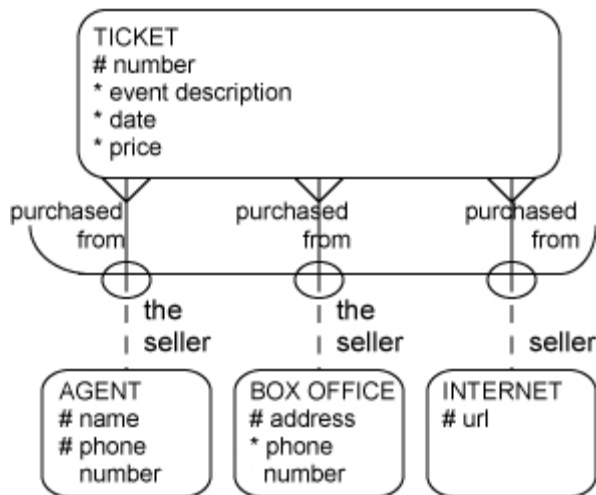 TICKET
# number
* event description
* date
* price
purchased
from
purchased
from
purchased
from
the
seller
the
seller
seller
AGENT
# name
# phone
number
BOX OFFICE
# address
* phone
number
INTERNET
# url